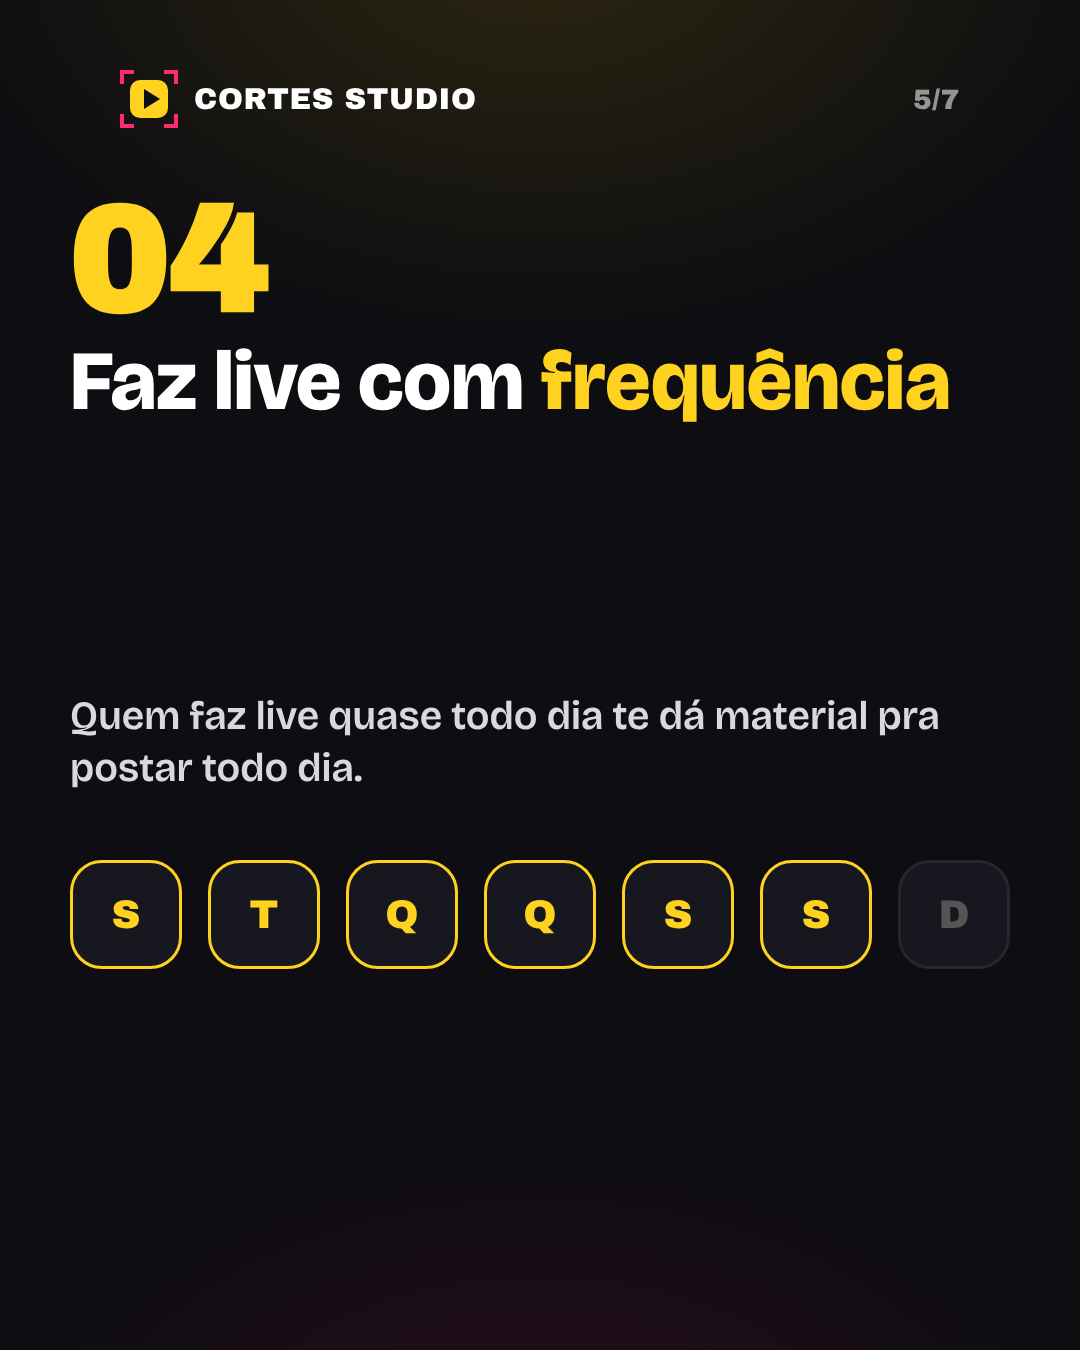 CORTES STUDIO
5/7
04
Faz live com frequência
Quem faz live quase todo dia te dá material pra
postar todo dia.
S T Q Q S S D